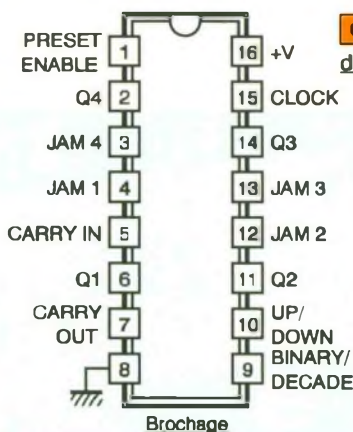 PRESET
ENABLE
1
16
+V
Q4
2
15
CLOCK
JAM 4
3
14
Q3
JAM 1
4
13
JAM 3
CARRY IN
5
12
JAM 2
Q1
6
11
Q2
CARRY
OUT
7
10
UP/
DOWN
8
9
BINARY/
DECADE
Brochage